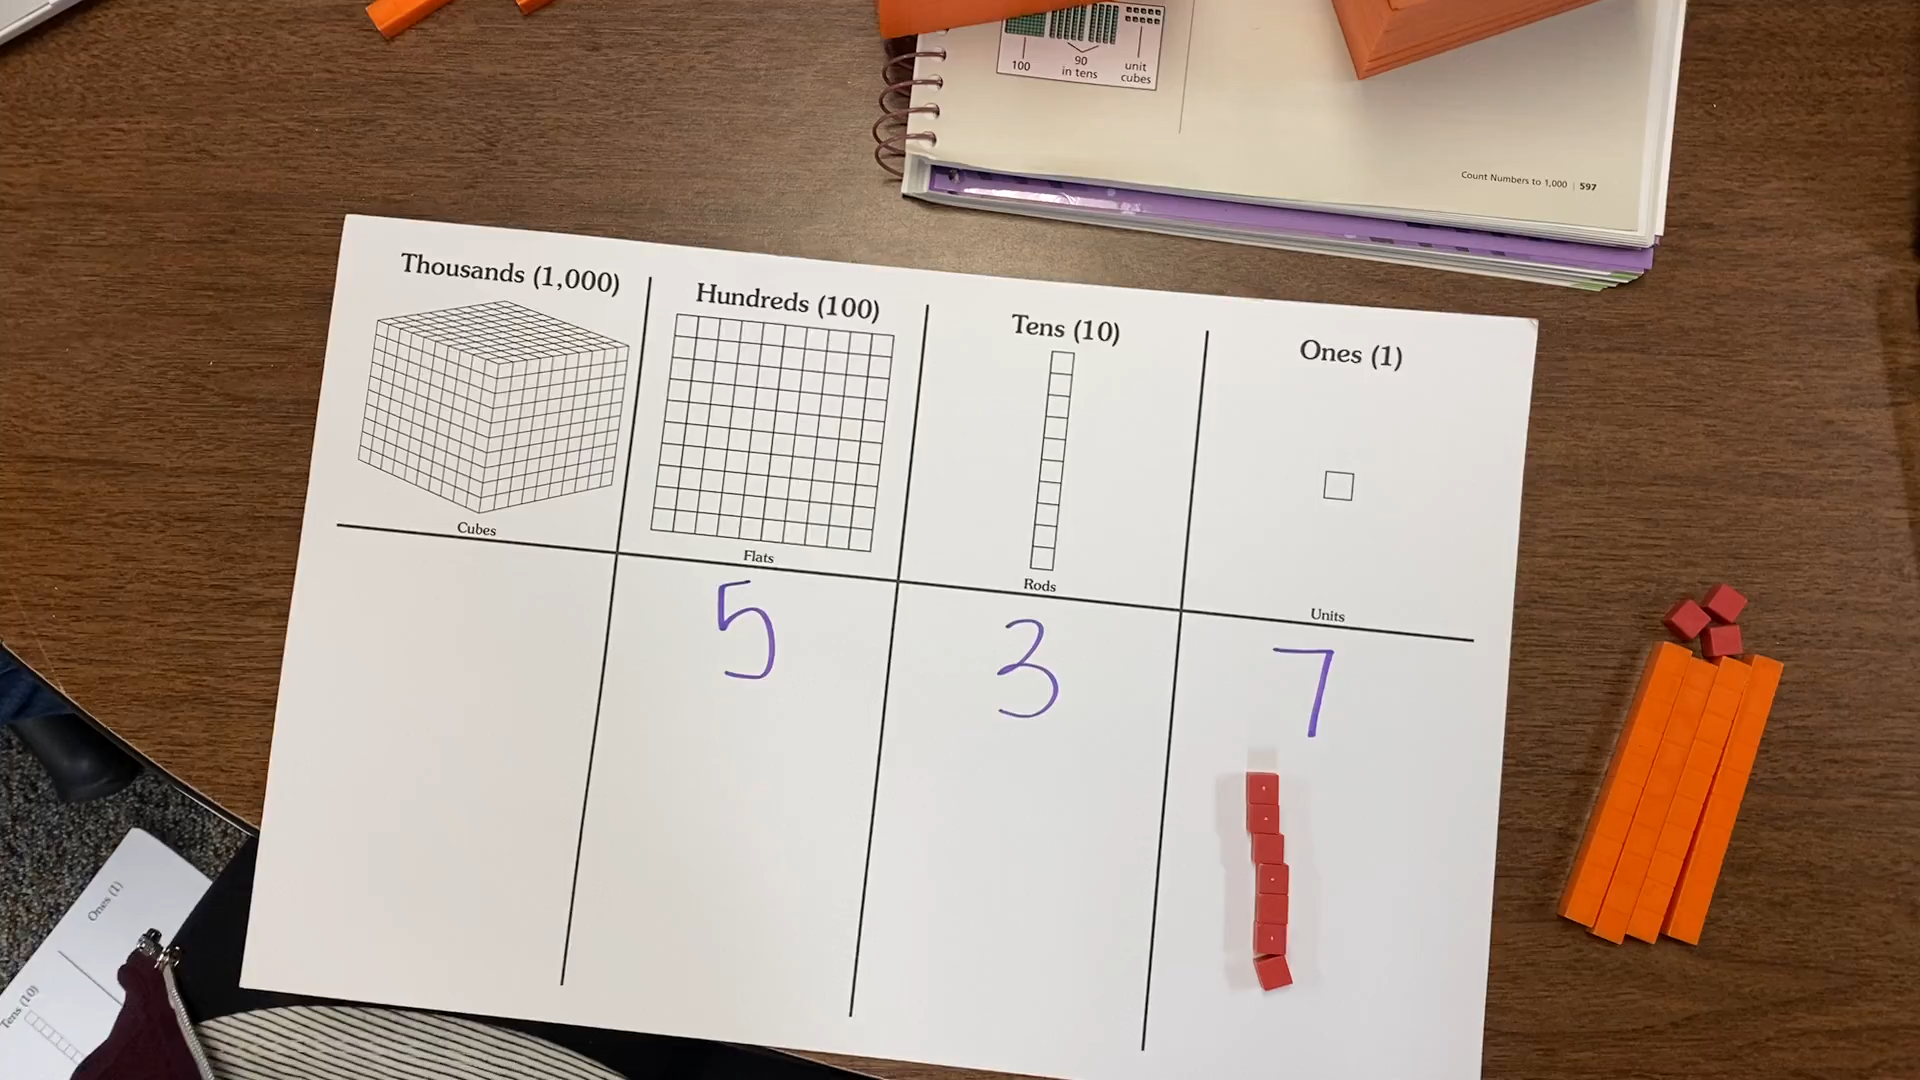 100
90
in tens
unit
cubes
Count Numbers to 1,000 | 597
Thousands (1,000)
Hundreds (100)
Tens (10)
Ones (1)
Cubes
Flats
Rods
Units
5 3 7
Ones (1)
Tens (10)